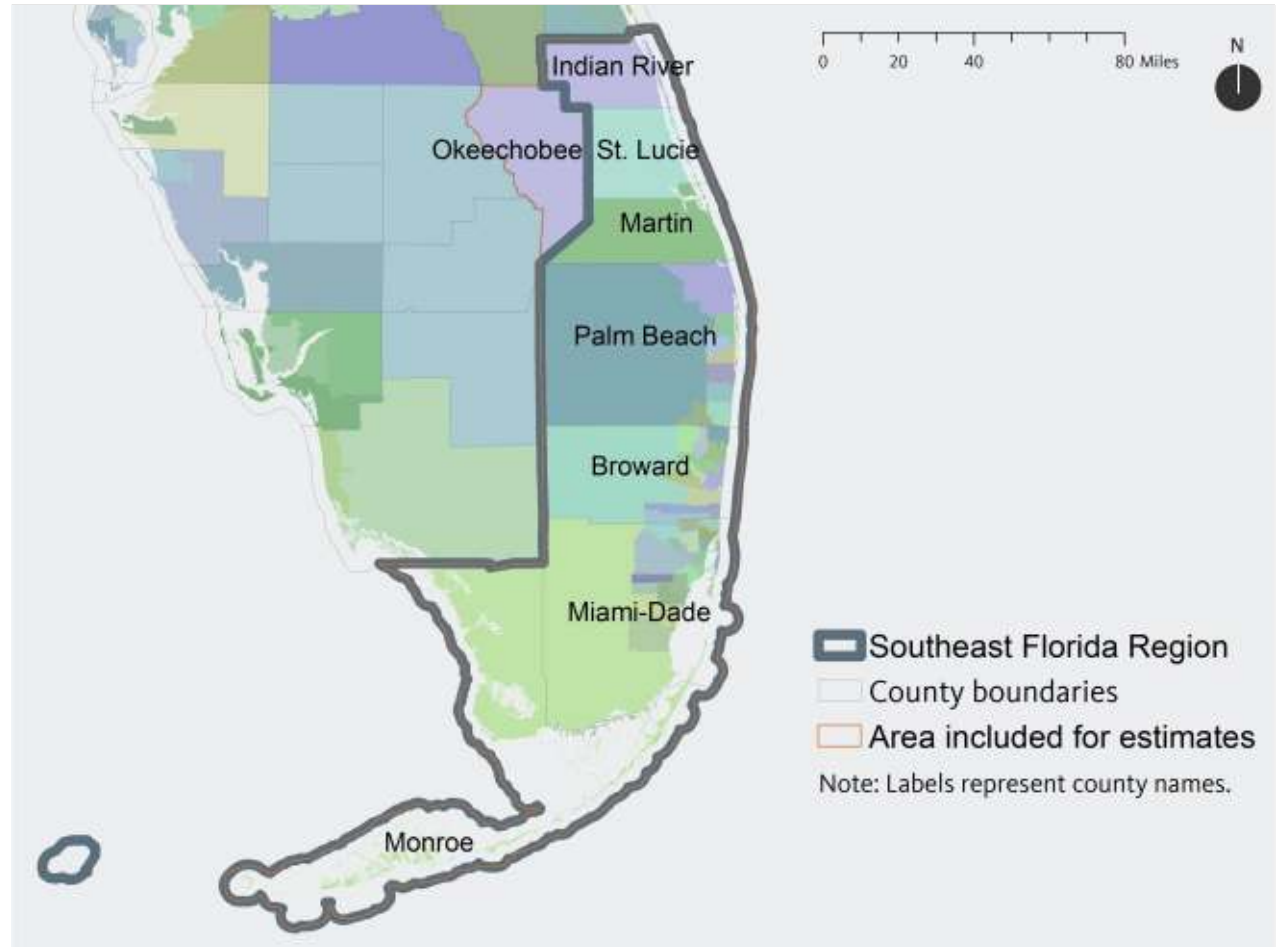 0 20 40 80 Miles
N
Indian River
Okeechobee
St. Lucie
Martin
Palm Beach
Broward
Miami-Dade
Monroe
Southeast Florida Region
County boundaries
Area included for estimates
Note: Labels represent county names.